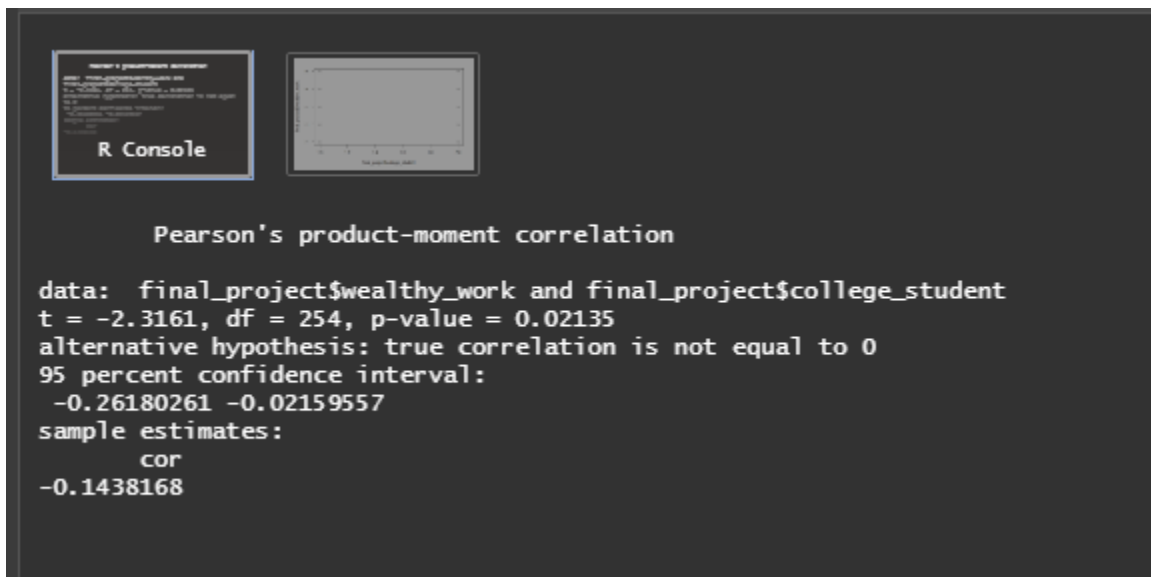 R Console
Pearson's product-moment correlation
data:  final_project$wealthy_work and final_project$college_student
t = -2.3161, df = 254, p-value = 0.02135
alternative hypothesis: true correlation is not equal to 0
95 percent confidence interval:
 -0.26180261 -0.02159557
sample estimates:
       cor
-0.1438168